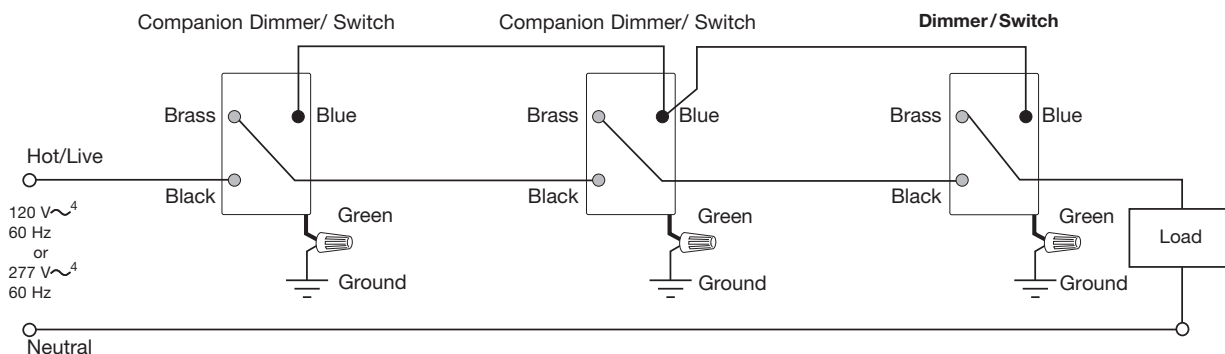 Companion Dimmer/ Switch
Companion Dimmer/ Switch
Dimmer/Switch
Brass
Blue
Brass
Blue
Brass
Blue
Hot/Live
Black
Black
Black
120 V~4
60 Hz
or
277 V~4
60 Hz
Green
Green
Green
Load
Ground
Ground
Ground
Neutral